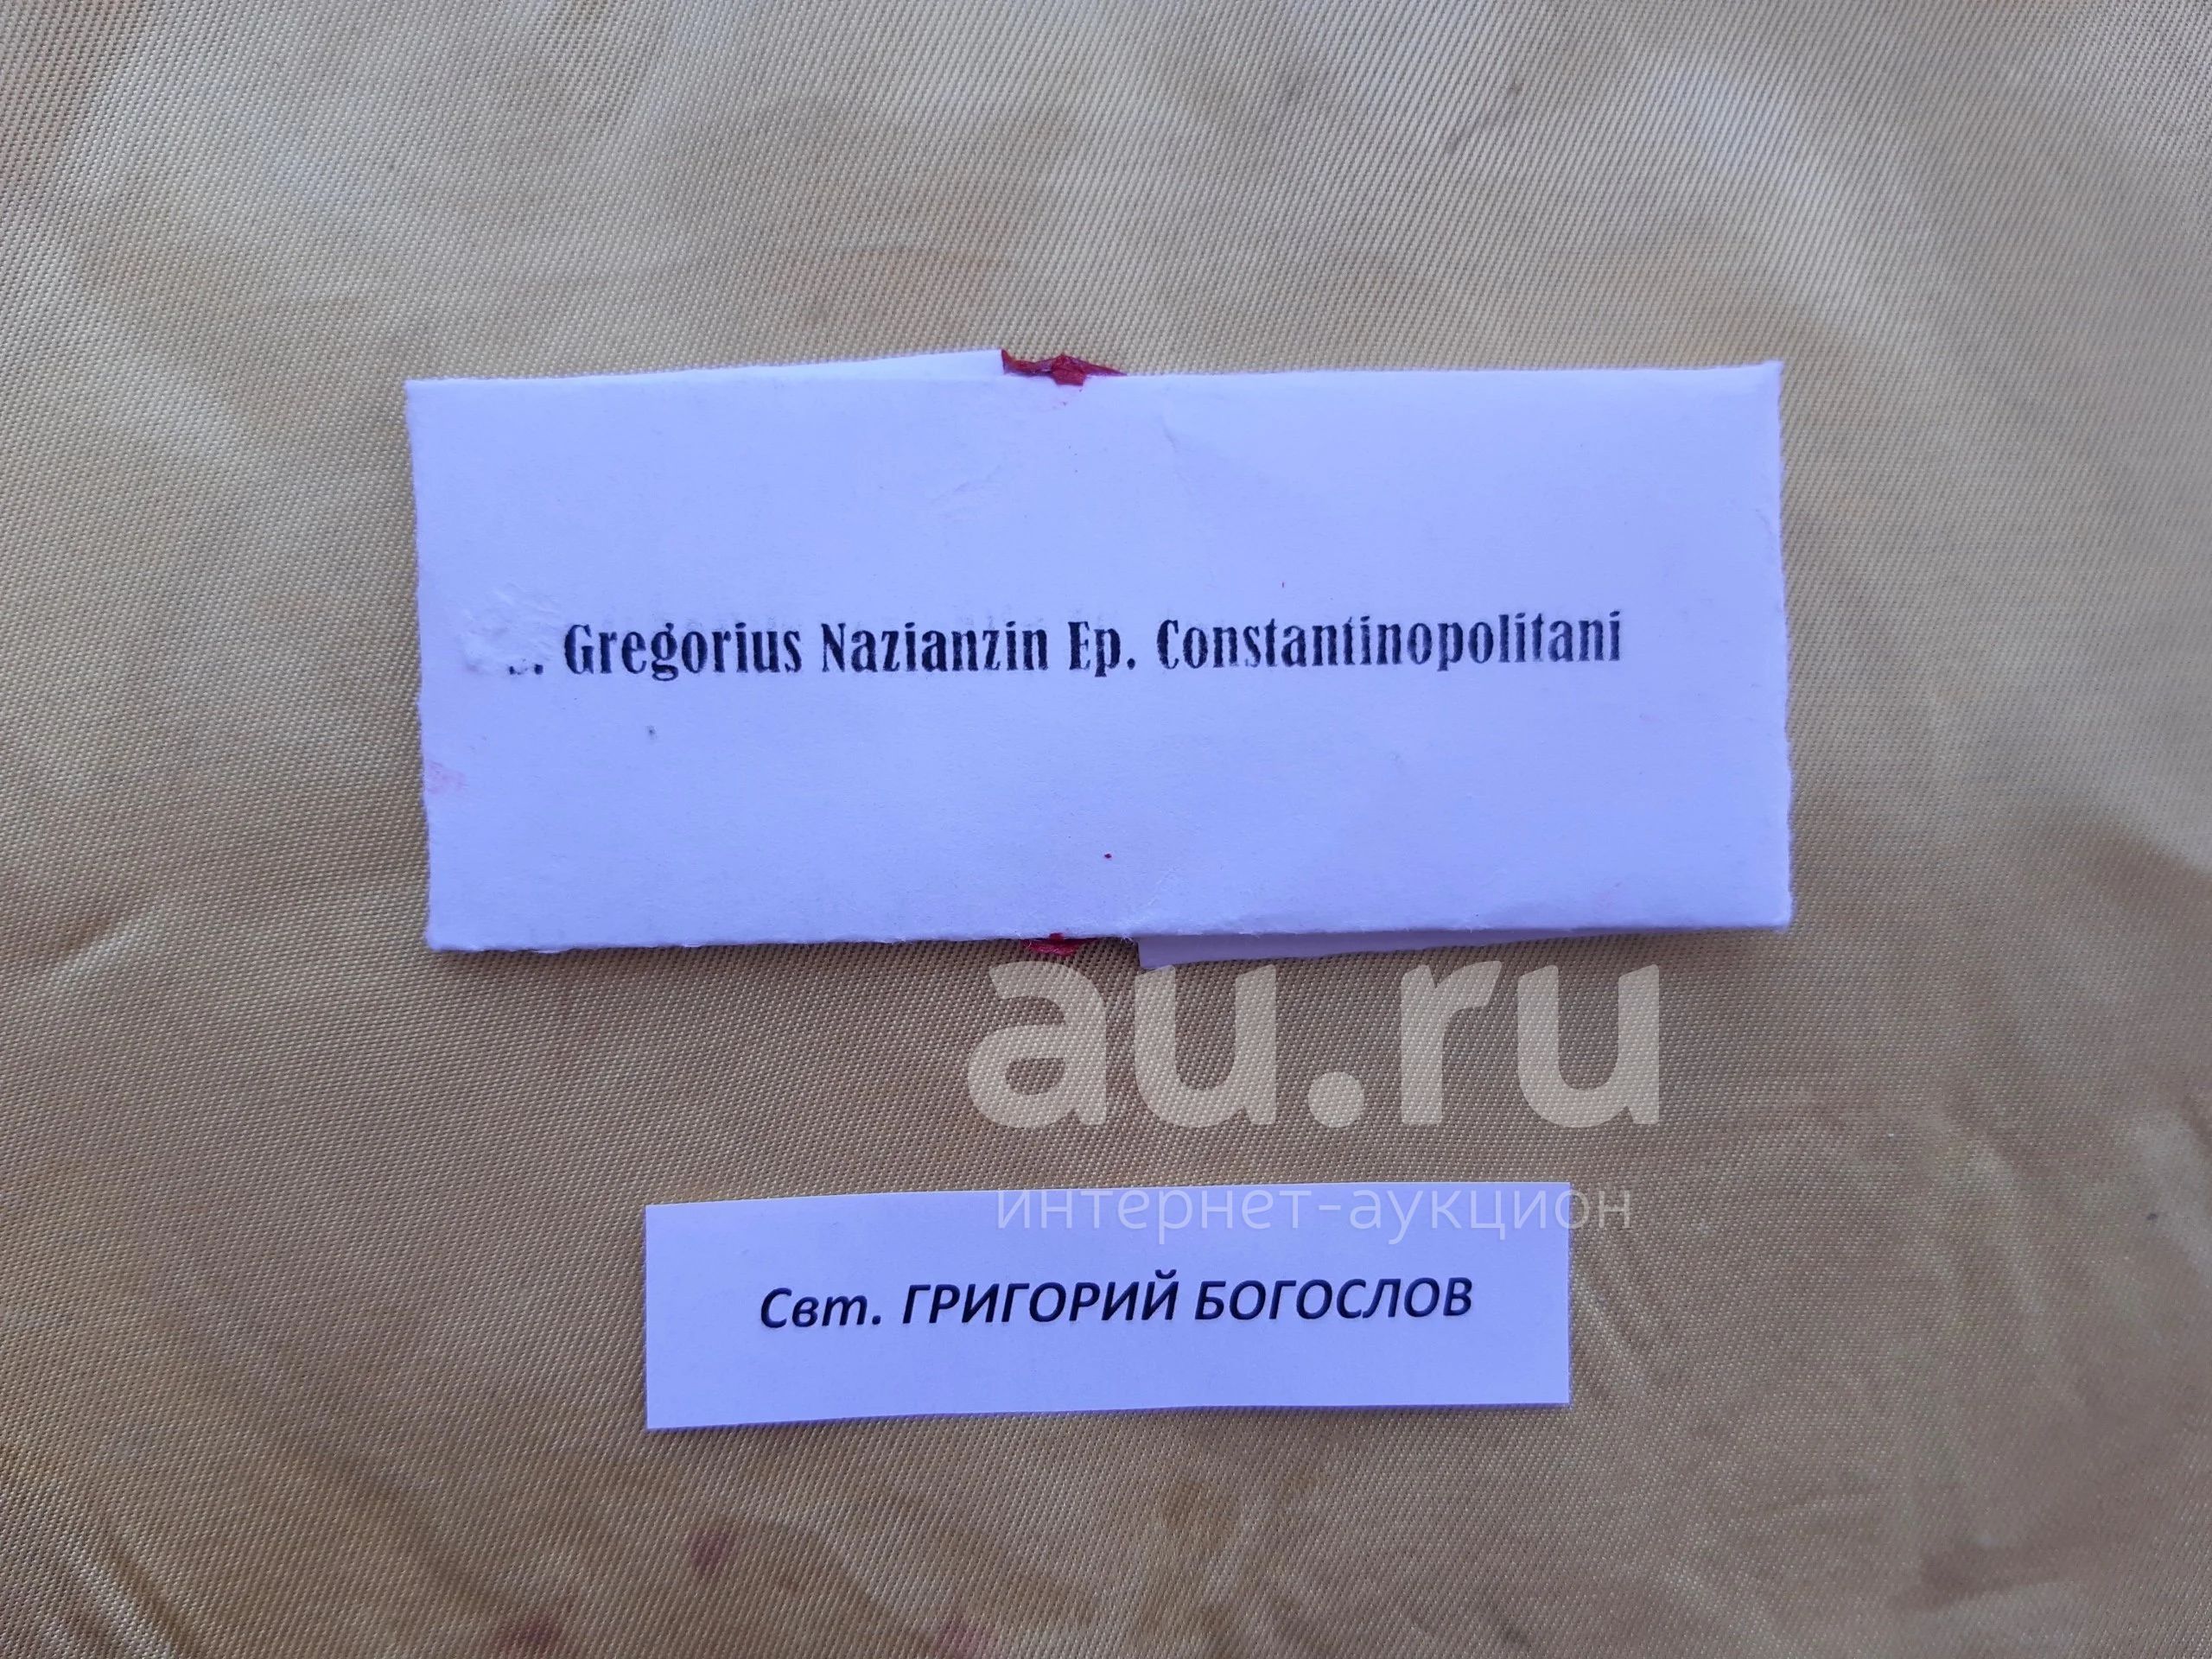 . Gregorius Nazianzin Ep. Constantinopolitani
au.ru
интернет-аукцион
Свт. ГРИГОРИЙ БОГОСЛОВ